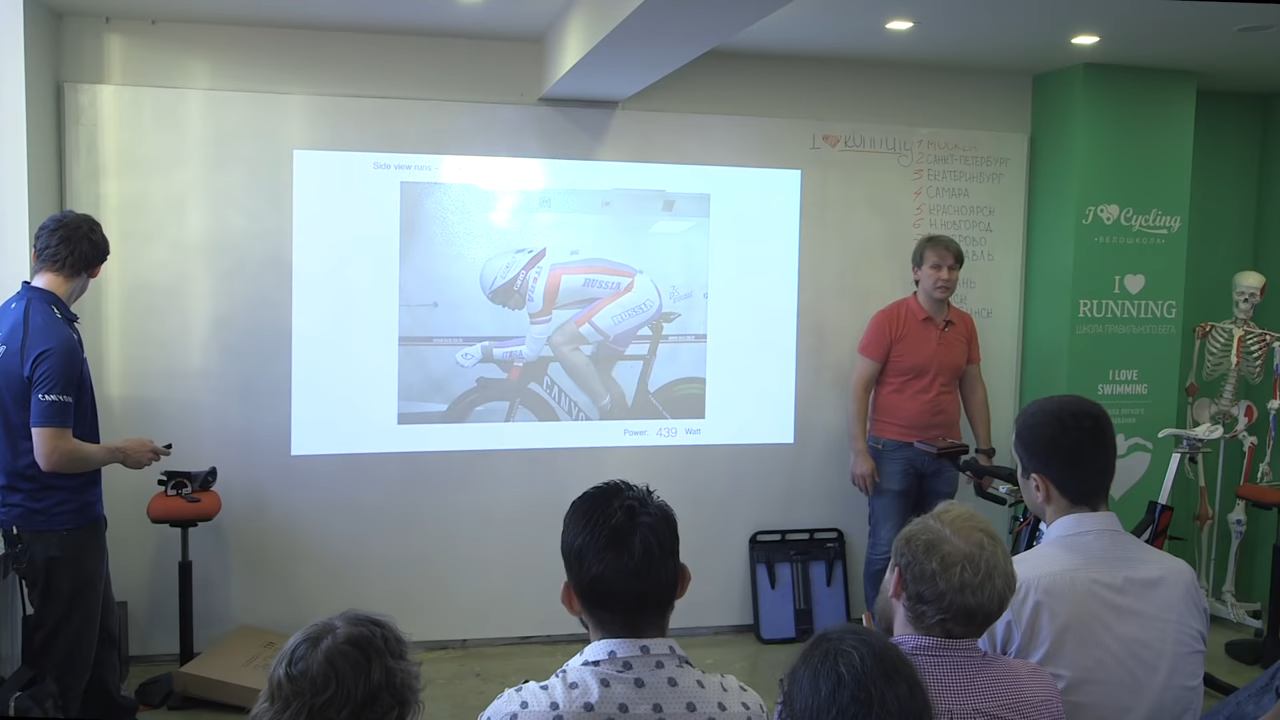 Side view runs -
RUSSIA
RUSSIA
ITERA
CANYON
Power: 439 Watt
I ❤ RUNNING
1 МОСКВА
2 САНКТ-ПЕТЕРБУРГ
3 ЕКАТЕРИНБУРГ
4 САМАРА
5 КРАСНОЯРСК
6 Н.НОВГОРОД
I Cycling
•ВЕЛОШКОЛА•
I ❤
RUNNING
ШКОЛА ПРАВИЛЬНОГО БЕГА
I LOVE
SWIMMING
CANYON